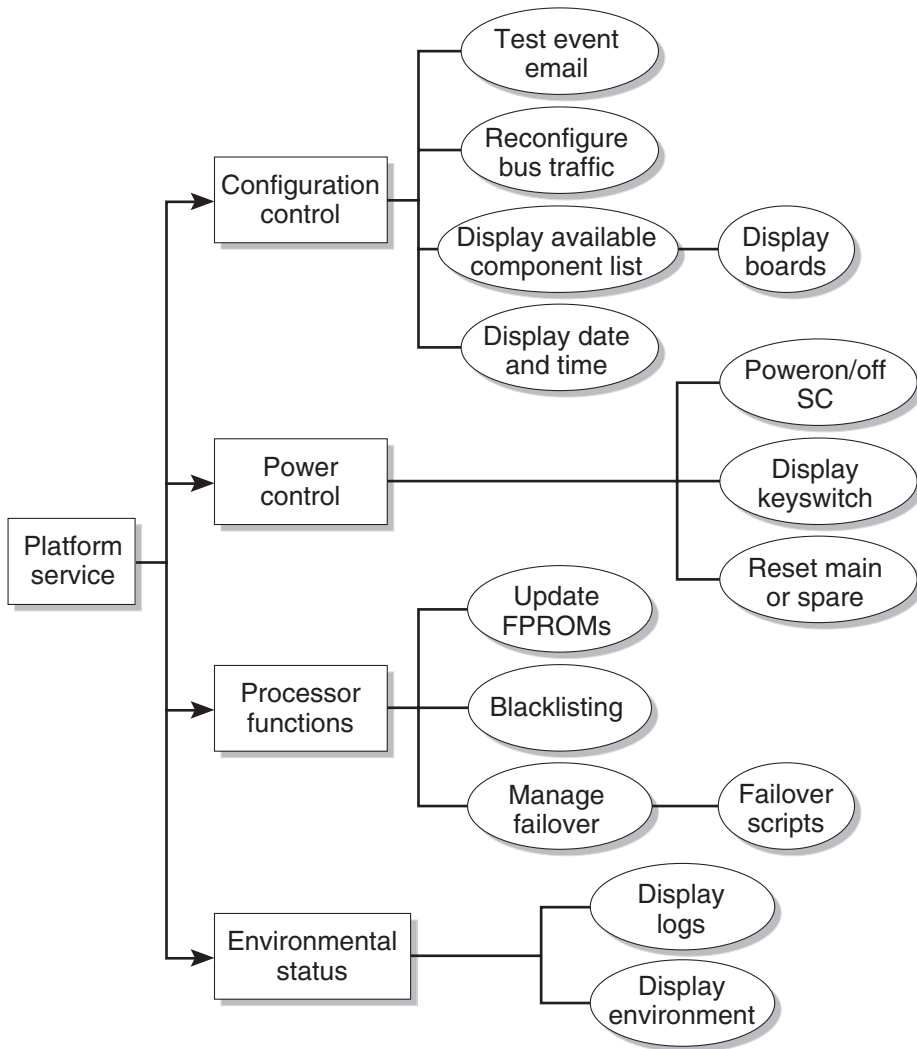 Test event
email
Reconfigure
bus traffic
Configuration
control
Display available
component list
Display
boards
Display date
and time
Poweron/off
SC
Power
control
Display
keyswitch
Platform
service
Reset main
or spare
Update
FPROMs
Processor
functions
Blacklisting
Manage
failover
Failover
scripts
Display
logs
Environmental
status
Display
environment